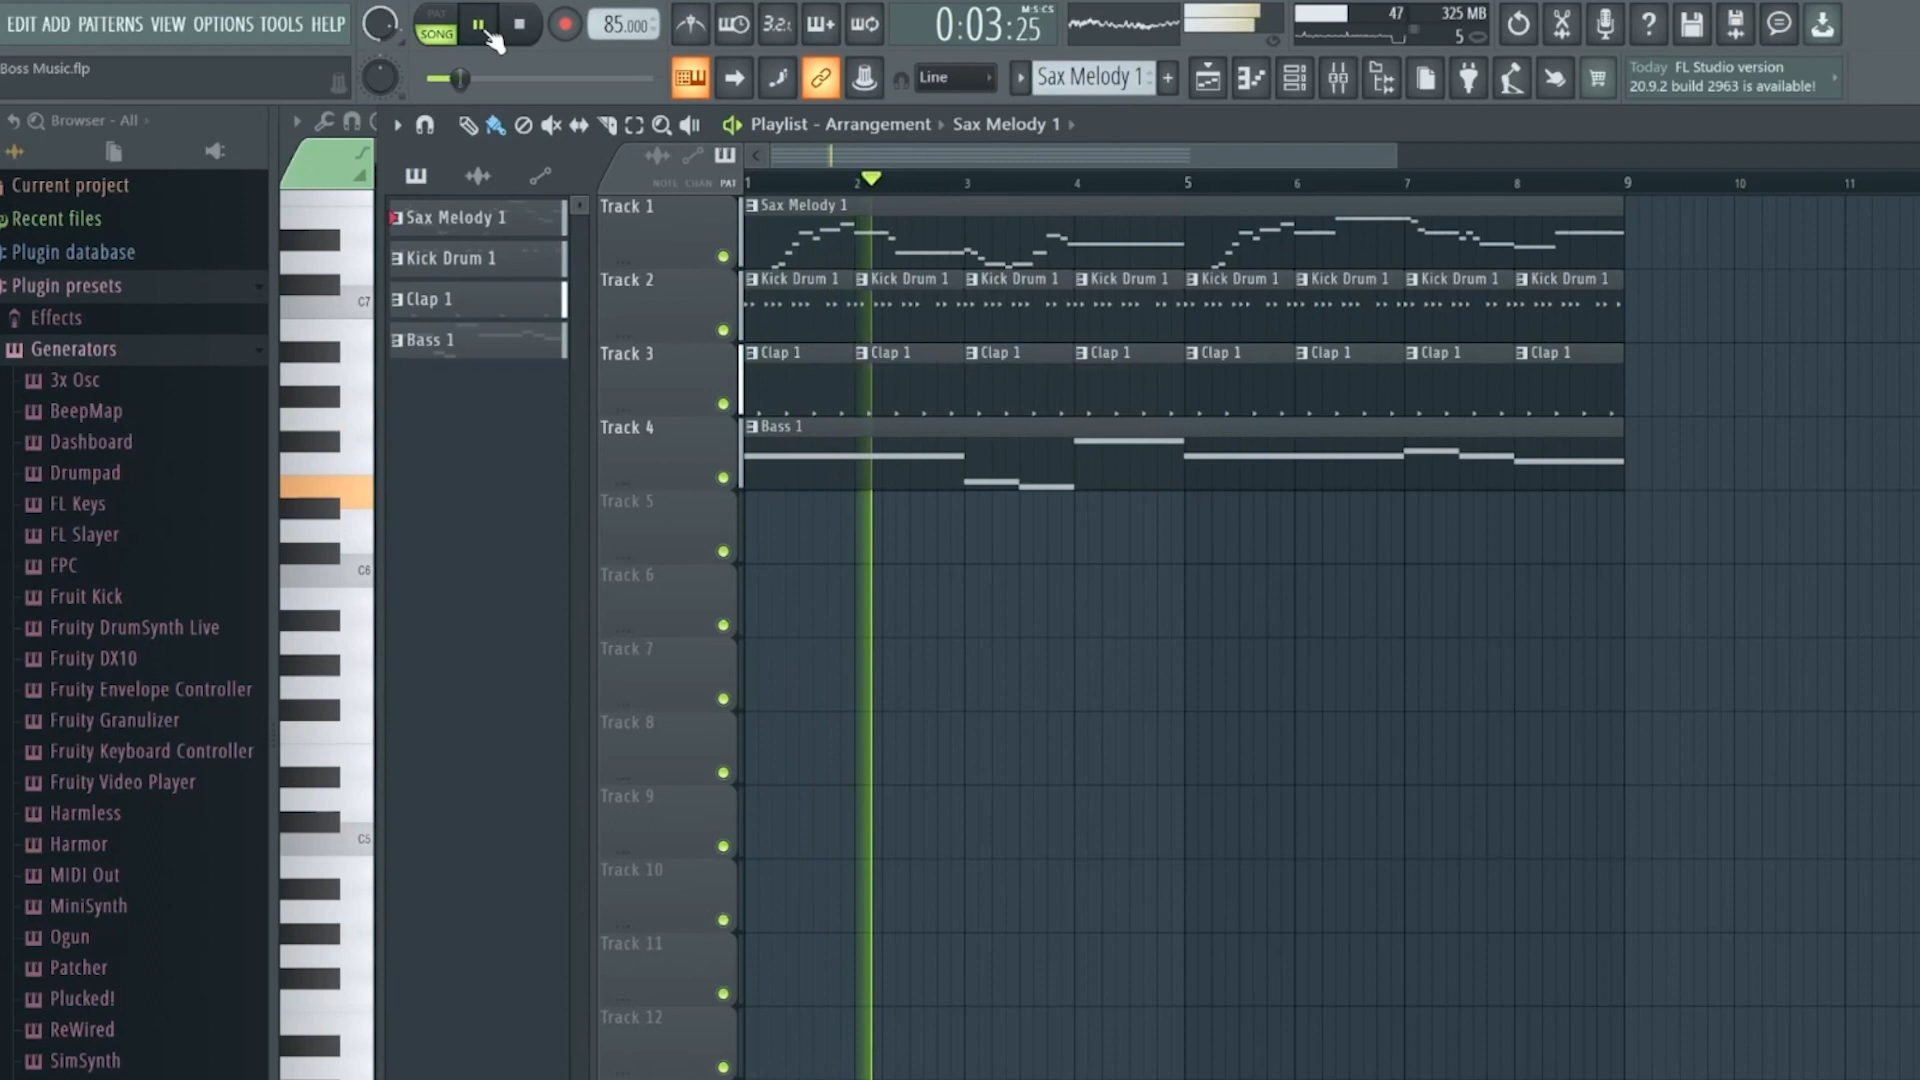 EDIT ADD PATTERNS VIEW OPTIONS TOOLS HELP
PAT
SONG
85.000
3.2.
0:03:25
M:S:CS
47
325 MB
5
Boss Music.flp
Line
Sax Melody 1
Today FL Studio version
20.9.2 build 2963 is available!
Browser - All
Playlist - Arrangement
Sax Melody 1
Current project
Recent files
Plugin database
Plugin presets
Effects
Generators
3x Osc
BeepMap
Dashboard
Drumpad
FL Keys
FL Slayer
FPC
Fruit Kick
Fruity DrumSynth Live
Fruity DX10
Fruity Envelope Controller
Fruity Granulizer
Fruity Keyboard Controller
Fruity Video Player
Harmless
Harmor
MIDI Out
MiniSynth
Ogun
Patcher
Plucked!
ReWired
SimSynth
C7
C6
C5
Sax Melody 1
Kick Drum 1
Clap 1
Bass 1
NOTE CHAN PAT
1 2 3 4 5 6 7 8 9 10 11
Track 1
Sax Melody 1
Track 2
Kick Drum 1 Kick Drum 1 Kick Drum 1 Kick Drum 1 Kick Drum 1 Kick Drum 1 Kick Drum 1 Kick Drum 1
Track 3
Clap 1 Clap 1 Clap 1 Clap 1 Clap 1 Clap 1 Clap 1 Clap 1
Track 4
Bass 1
Track 5
Track 6
Track 7
Track 8
Track 9
Track 10
Track 11
Track 12